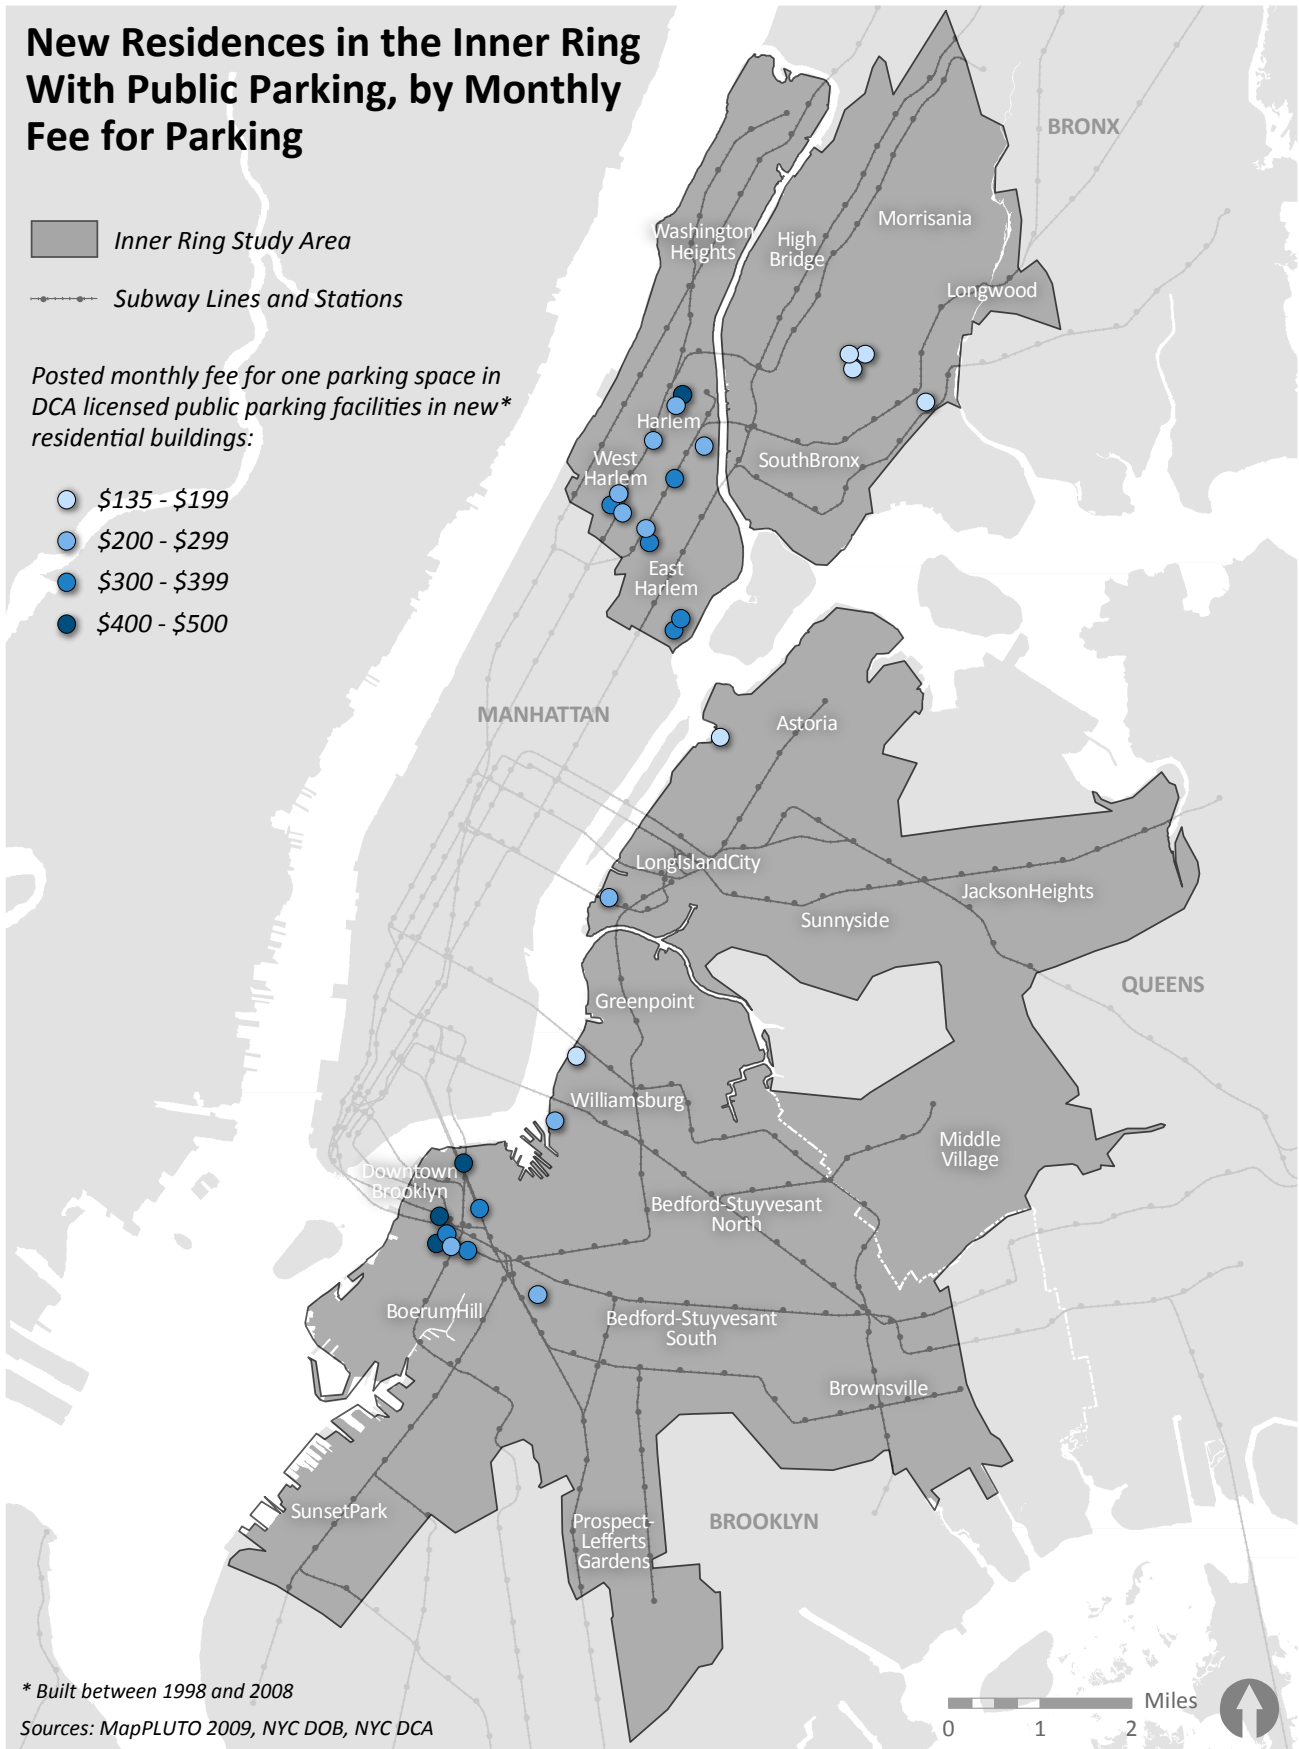 New Residences in the Inner Ring
With Public Parking, by Monthly
Fee for Parking
Inner Ring Study Area
Subway Lines and Stations
Posted monthly fee for one parking space in
DCA licensed public parking facilities in new*
residential buildings:
$135 - $199
$200 - $299
$300 - $399
$400 - $500
BRONX
Morrisania
Washington
Heights
High
Bridge
Longwood
Harlem
West
Harlem
SouthBronx
East
Harlem
MANHATTAN
Astoria
LongIslandCity
JacksonHeights
Sunnyside
QUEENS
Greenpoint
Williamsburg
Middle
Village
Downtown
Brooklyn
Bedford-Stuyvesant
North
BoerumHill
Bedford-Stuyvesant
South
Brownsville
SunsetPark
Prospect-
Lefferts
Gardens
BROOKLYN
* Built between 1998 and 2008
Sources: MapPLUTO 2009, NYC DOB, NYC DCA
Miles
0 1 2